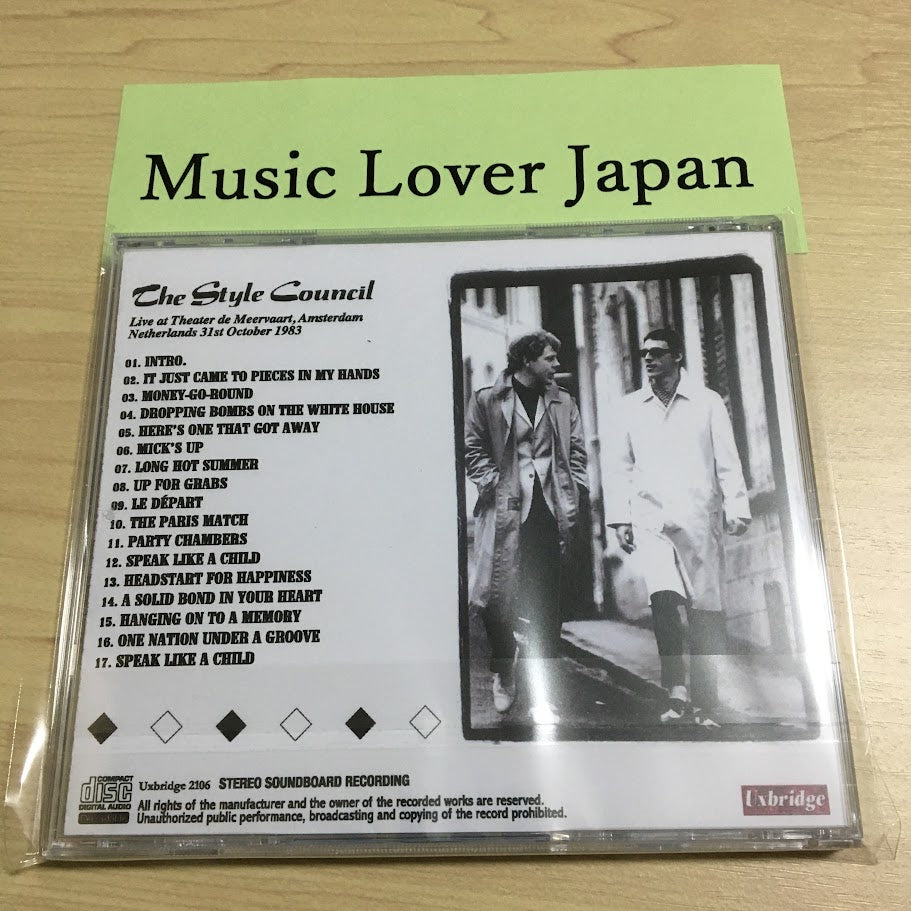 Music Lover Japan
The Style Council
Live at Theater de Meervaart, Amsterdam
Netherlands 31st October 1983
01. INTRO.
02. IT JUST CAME TO PIECES IN MY HANDS
03. MONEY-GO-ROUND
04. DROPPING BOMBS ON THE WHITE HOUSE
05. HERE'S ONE THAT GOT AWAY
06. MICK'S UP
07. LONG HOT SUMMER
08. UP FOR GRABS
09. LE DÉPART
10. THE PARIS MATCH
11. PARTY CHAMBERS
12. SPEAK LIKE A CHILD
13. HEADSTART FOR HAPPINESS
14. A SOLID BOND IN YOUR HEART
15. HANGING ON TO A MEMORY
16. ONE NATION UNDER A GROOVE
17. SPEAK LIKE A CHILD
COMPACT
disc
DIGITAL AUDIO
Uxbridge 2106 STEREO SOUNDBOARD RECORDING
All rights of the manufacturer and the owner of the recorded works are reserved.
Unauthorized public performance, broadcasting and copying of the record prohibited.
Uxbridge